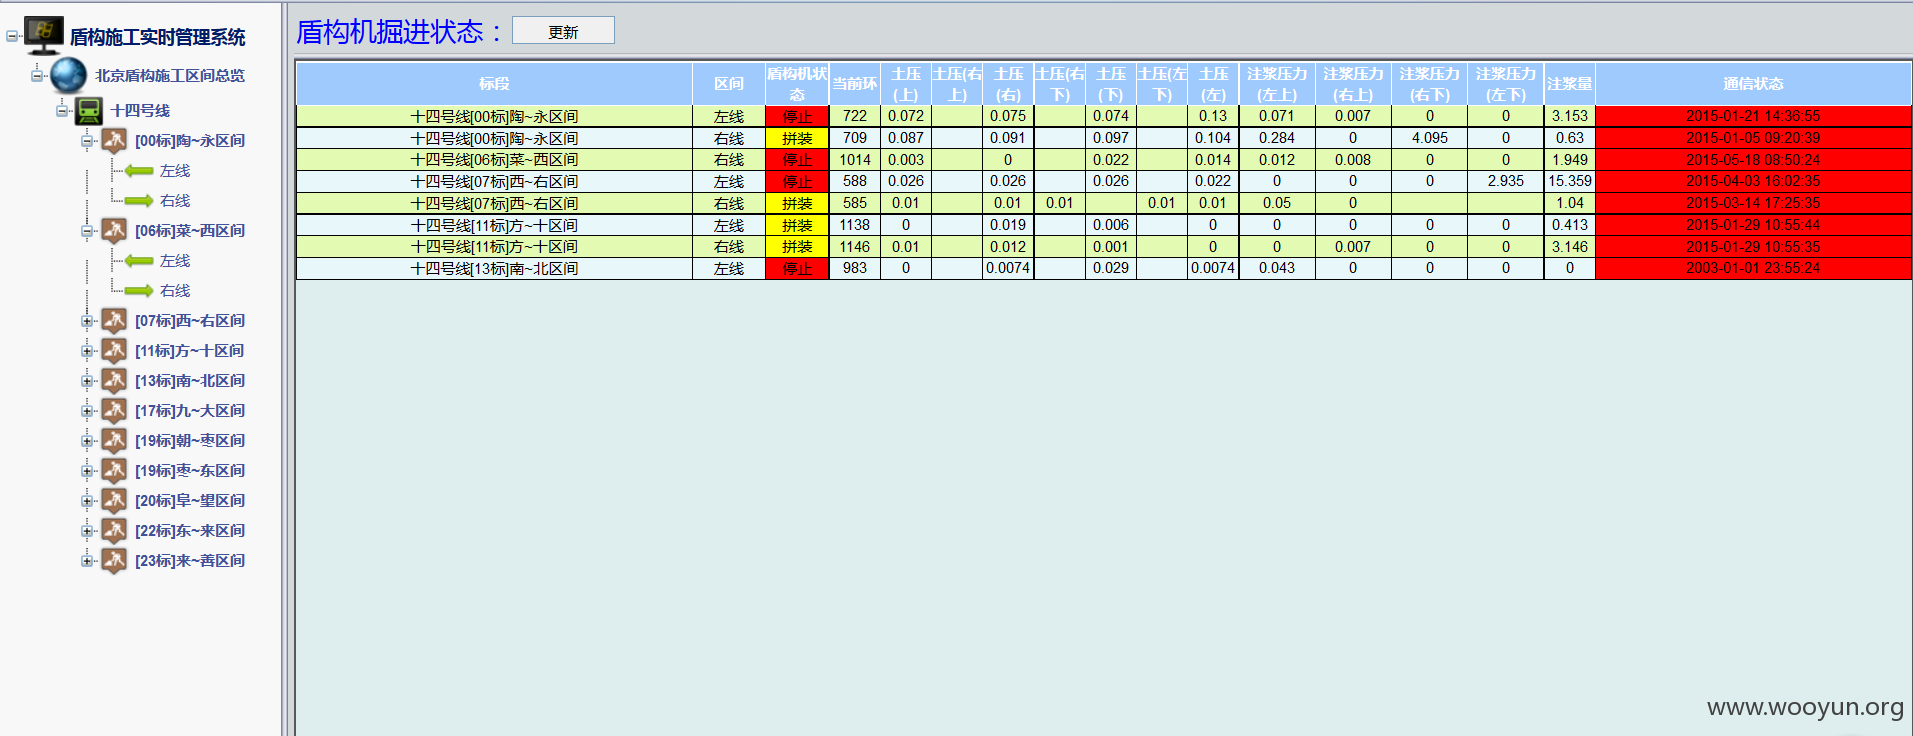 盾构施工实时管理系统
北京盾构施工区间总览
十四号线
[00标]陶~永区间
左线
右线
[06标]菜~西区间
左线
右线
[07标]西~右区间
[11标]方~十区间
[13标]南~北区间
[17标]九~大区间
[19标]朝~枣区间
[19标]枣~东区间
[20标]阜~望区间
[22标]东~来区间
[23标]来~善区间
盾构机掘进状态： 更新
标段 区间 盾构机状态 当前环 土压(上) 土压(右上) 土压(右) 土压(右下) 土压(下) 土压(左下) 土压(左) 注浆压力(左上) 注浆压力(右上) 注浆压力(右下) 注浆压力(左下) 注浆量 通信状态
十四号线[00标]陶~永区间 左线 停止 722 0.072 0.075 0.074 0.13 0.071 0.007 0 0 3.153 2015-01-21 14:36:55
十四号线[00标]陶~永区间 右线 拼装 709 0.087 0.091 0.097 0.104 0.284 0 4.095 0 0.63 2015-01-05 09:20:39
十四号线[06标]菜~西区间 右线 停止 1014 0.003 0 0.022 0.014 0.012 0.008 0 0 1.949 2015-05-18 08:50:24
十四号线[07标]西~右区间 左线 停止 588 0.026 0.026 0.026 0.022 0 0 0 2.935 15.359 2015-04-03 16:02:35
十四号线[07标]西~右区间 右线 拼装 585 0.01 0.01 0.01 0.01 0.01 0.05 0 1.04 2015-03-14 17:25:35
十四号线[11标]方~十区间 左线 拼装 1138 0 0.019 0.006 0 0 0 0 0 0.413 2015-01-29 10:55:44
十四号线[11标]方~十区间 右线 拼装 1146 0.01 0.012 0.001 0 0 0.007 0 0 3.146 2015-01-29 10:55:35
十四号线[13标]南~北区间 左线 停止 983 0 0.0074 0.029 0.0074 0.043 0 0 0 0 2003-01-01 23:55:24
www.wooyun.org